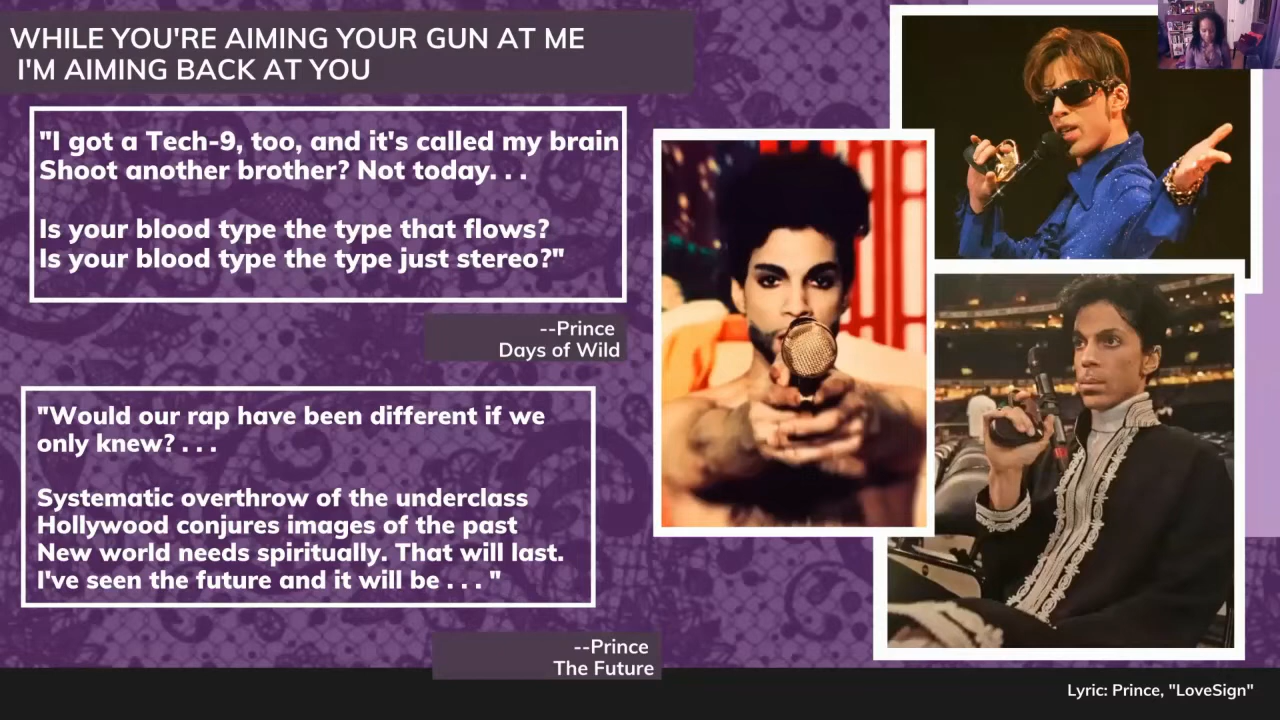 WHILE YOU'RE AIMING YOUR GUN AT ME
I'M AIMING BACK AT YOU
"I got a Tech-9, too, and it's called my brain
Shoot another brother? Not today. . .
Is your blood type the type that flows?
Is your blood type the type just stereo?"
--Prince
Days of Wild
"Would our rap have been different if we
only knew? . . .
Systematic overthrow of the underclass
Hollywood conjures images of the past
New world needs spiritually. That will last.
I've seen the future and it will be . . . "
--Prince
The Future
Lyric: Prince, "LoveSign"